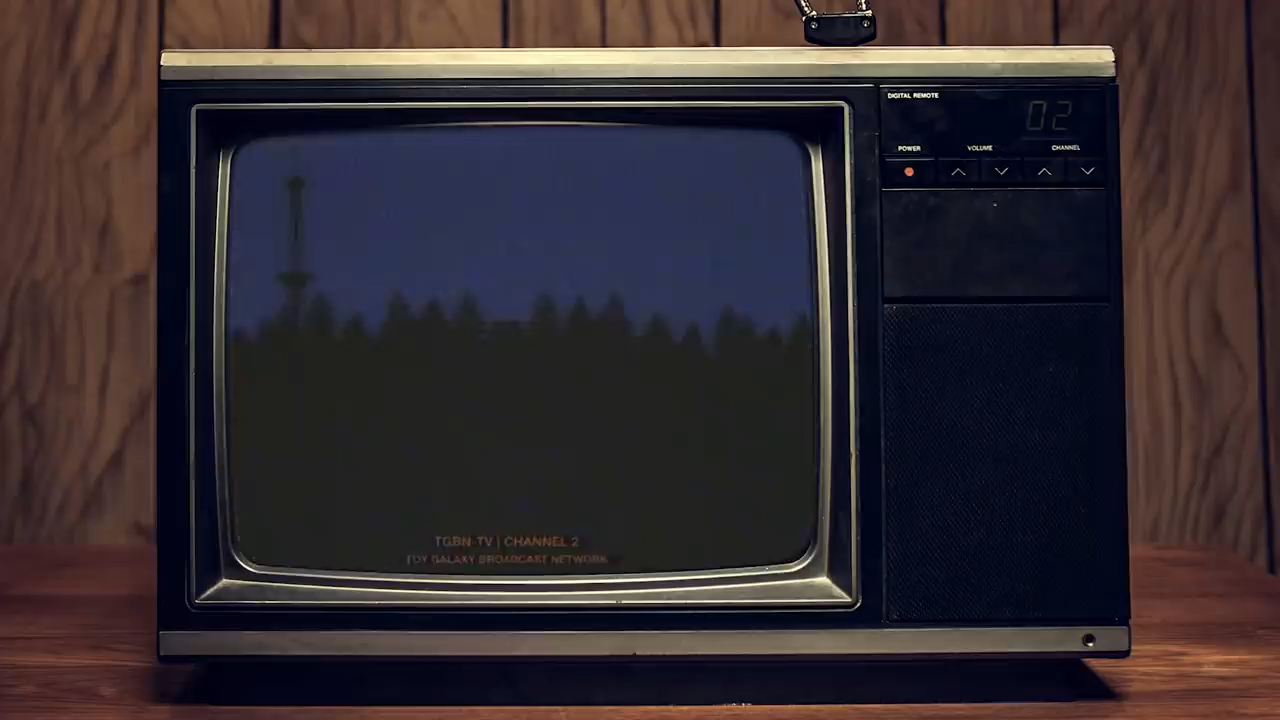 DIGITAL REMOTE
02
POWER VOLUME CHANNEL
TGBN-TV | CHANNEL 2
TOY GALAXY BROADCAST NETWORK